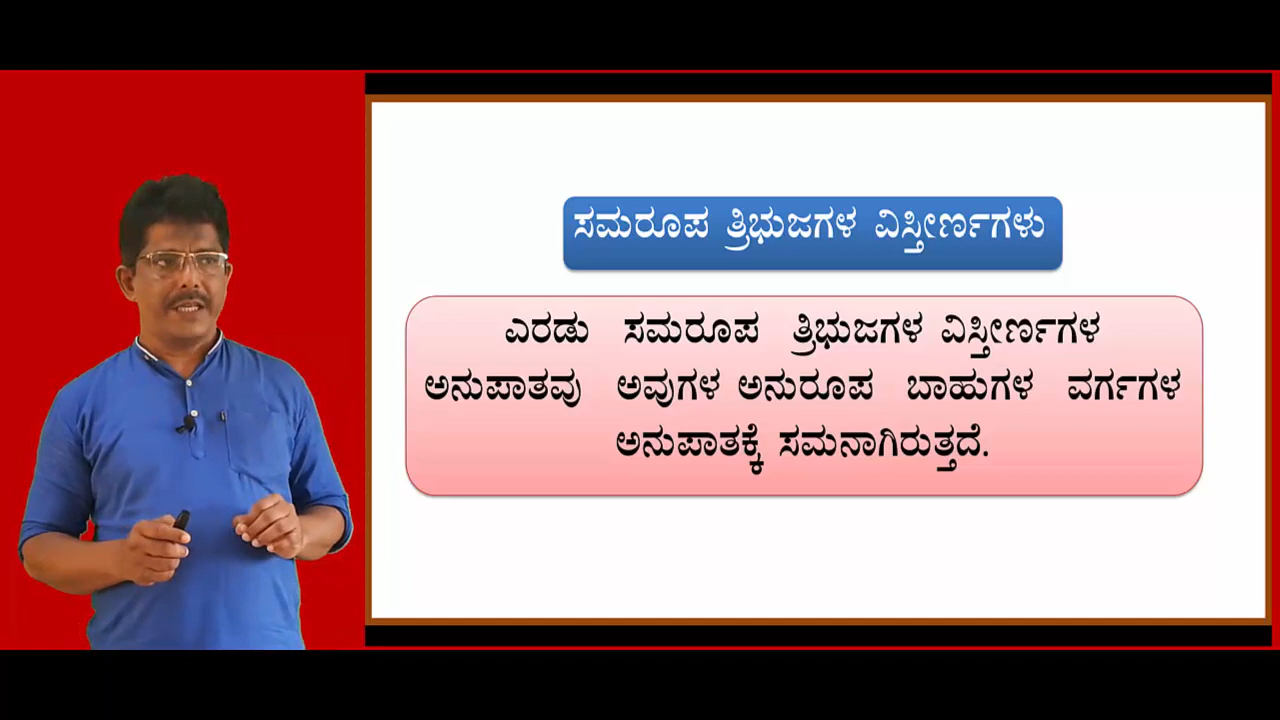 ಸಮರೂಪ ತ್ರಿಭುಜಗಳ ವಿಸ್ತೀರ್ಣಗಳು
ಎರಡು ಸಮರೂಪ ತ್ರಿಭುಜಗಳ ವಿಸ್ತೀರ್ಣಗಳ
ಅನುಪಾತವು ಅವುಗಳ ಅನುರೂಪ ಬಾಹುಗಳ ವರ್ಗಗಳ
ಅನುಪಾತಕ್ಕೆ ಸಮನಾಗಿರುತ್ತದೆ.